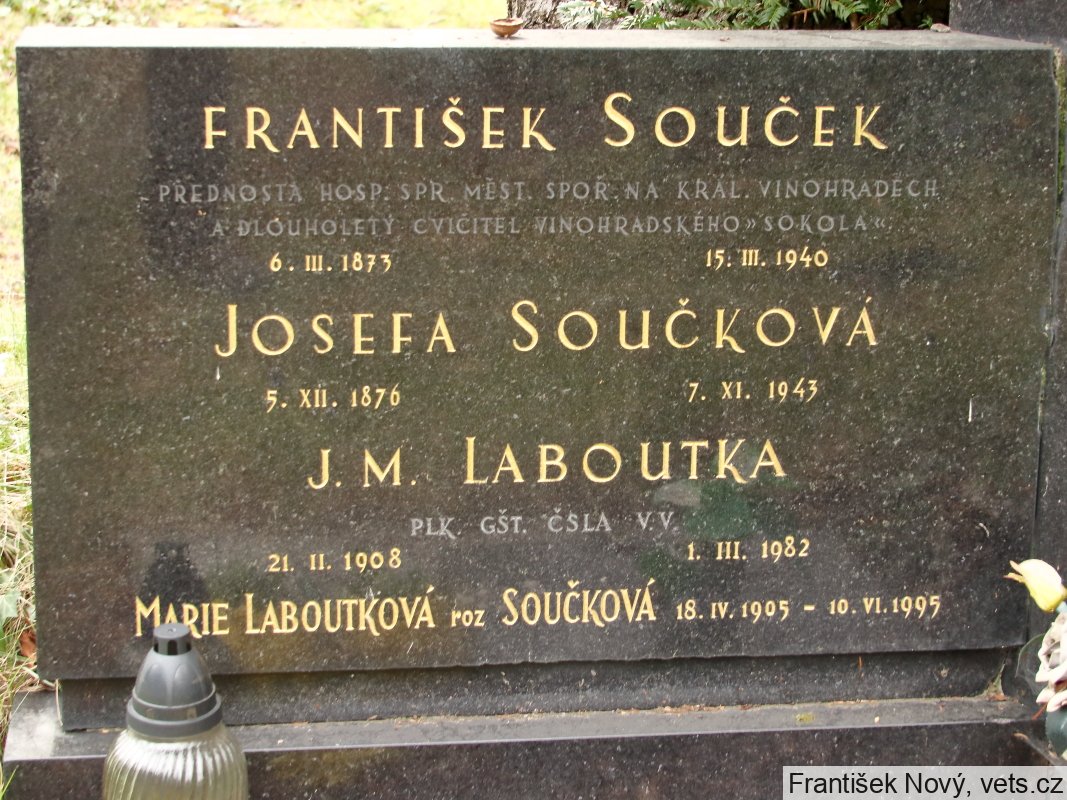 FRANTIŠEK SOUČEK
PŘEDNOSTA HOSP. SPR. MĚST. SPOŘ. NA KRÁL. VINOHRADECH
A DLOUHOLETÝ CVIČITEL VINOHRADSKÉHO »SOKOLA«.
6. III. 1873 15. III. 1940
JOSEFA SOUČKOVÁ
5. XII. 1876 7. XI. 1943
J. M. LABOUTKA
PLK. GŠT. ČSLA V.V.
21. II. 1908 1. III. 1982
MARIE LABOUTKOVÁ roz SOUČKOVÁ 18. IV. 1905 – 10. VI. 1995
František Nový, vets.cz